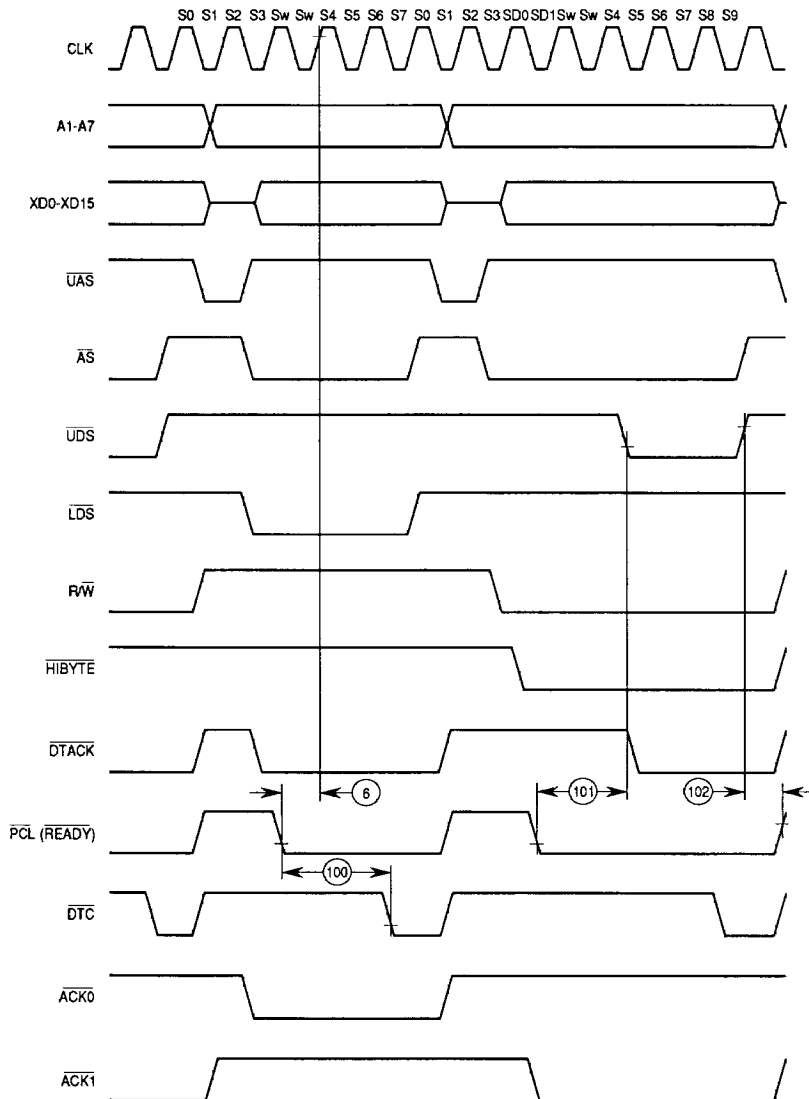 S0 S1 S2 S3 Sw Sw S4 S5 S6 S7 S0 S1 S2 S3 SD0 SD1 Sw Sw S4 S5 S6 S7 S8 S9
CLK
A1-A7
XD0-XD15
UAS
AS
UDS
LDS
R/W
HIBYTE
DTACK
6
101
102
PCL (READY)
100
DTC
ACK0
ACK1